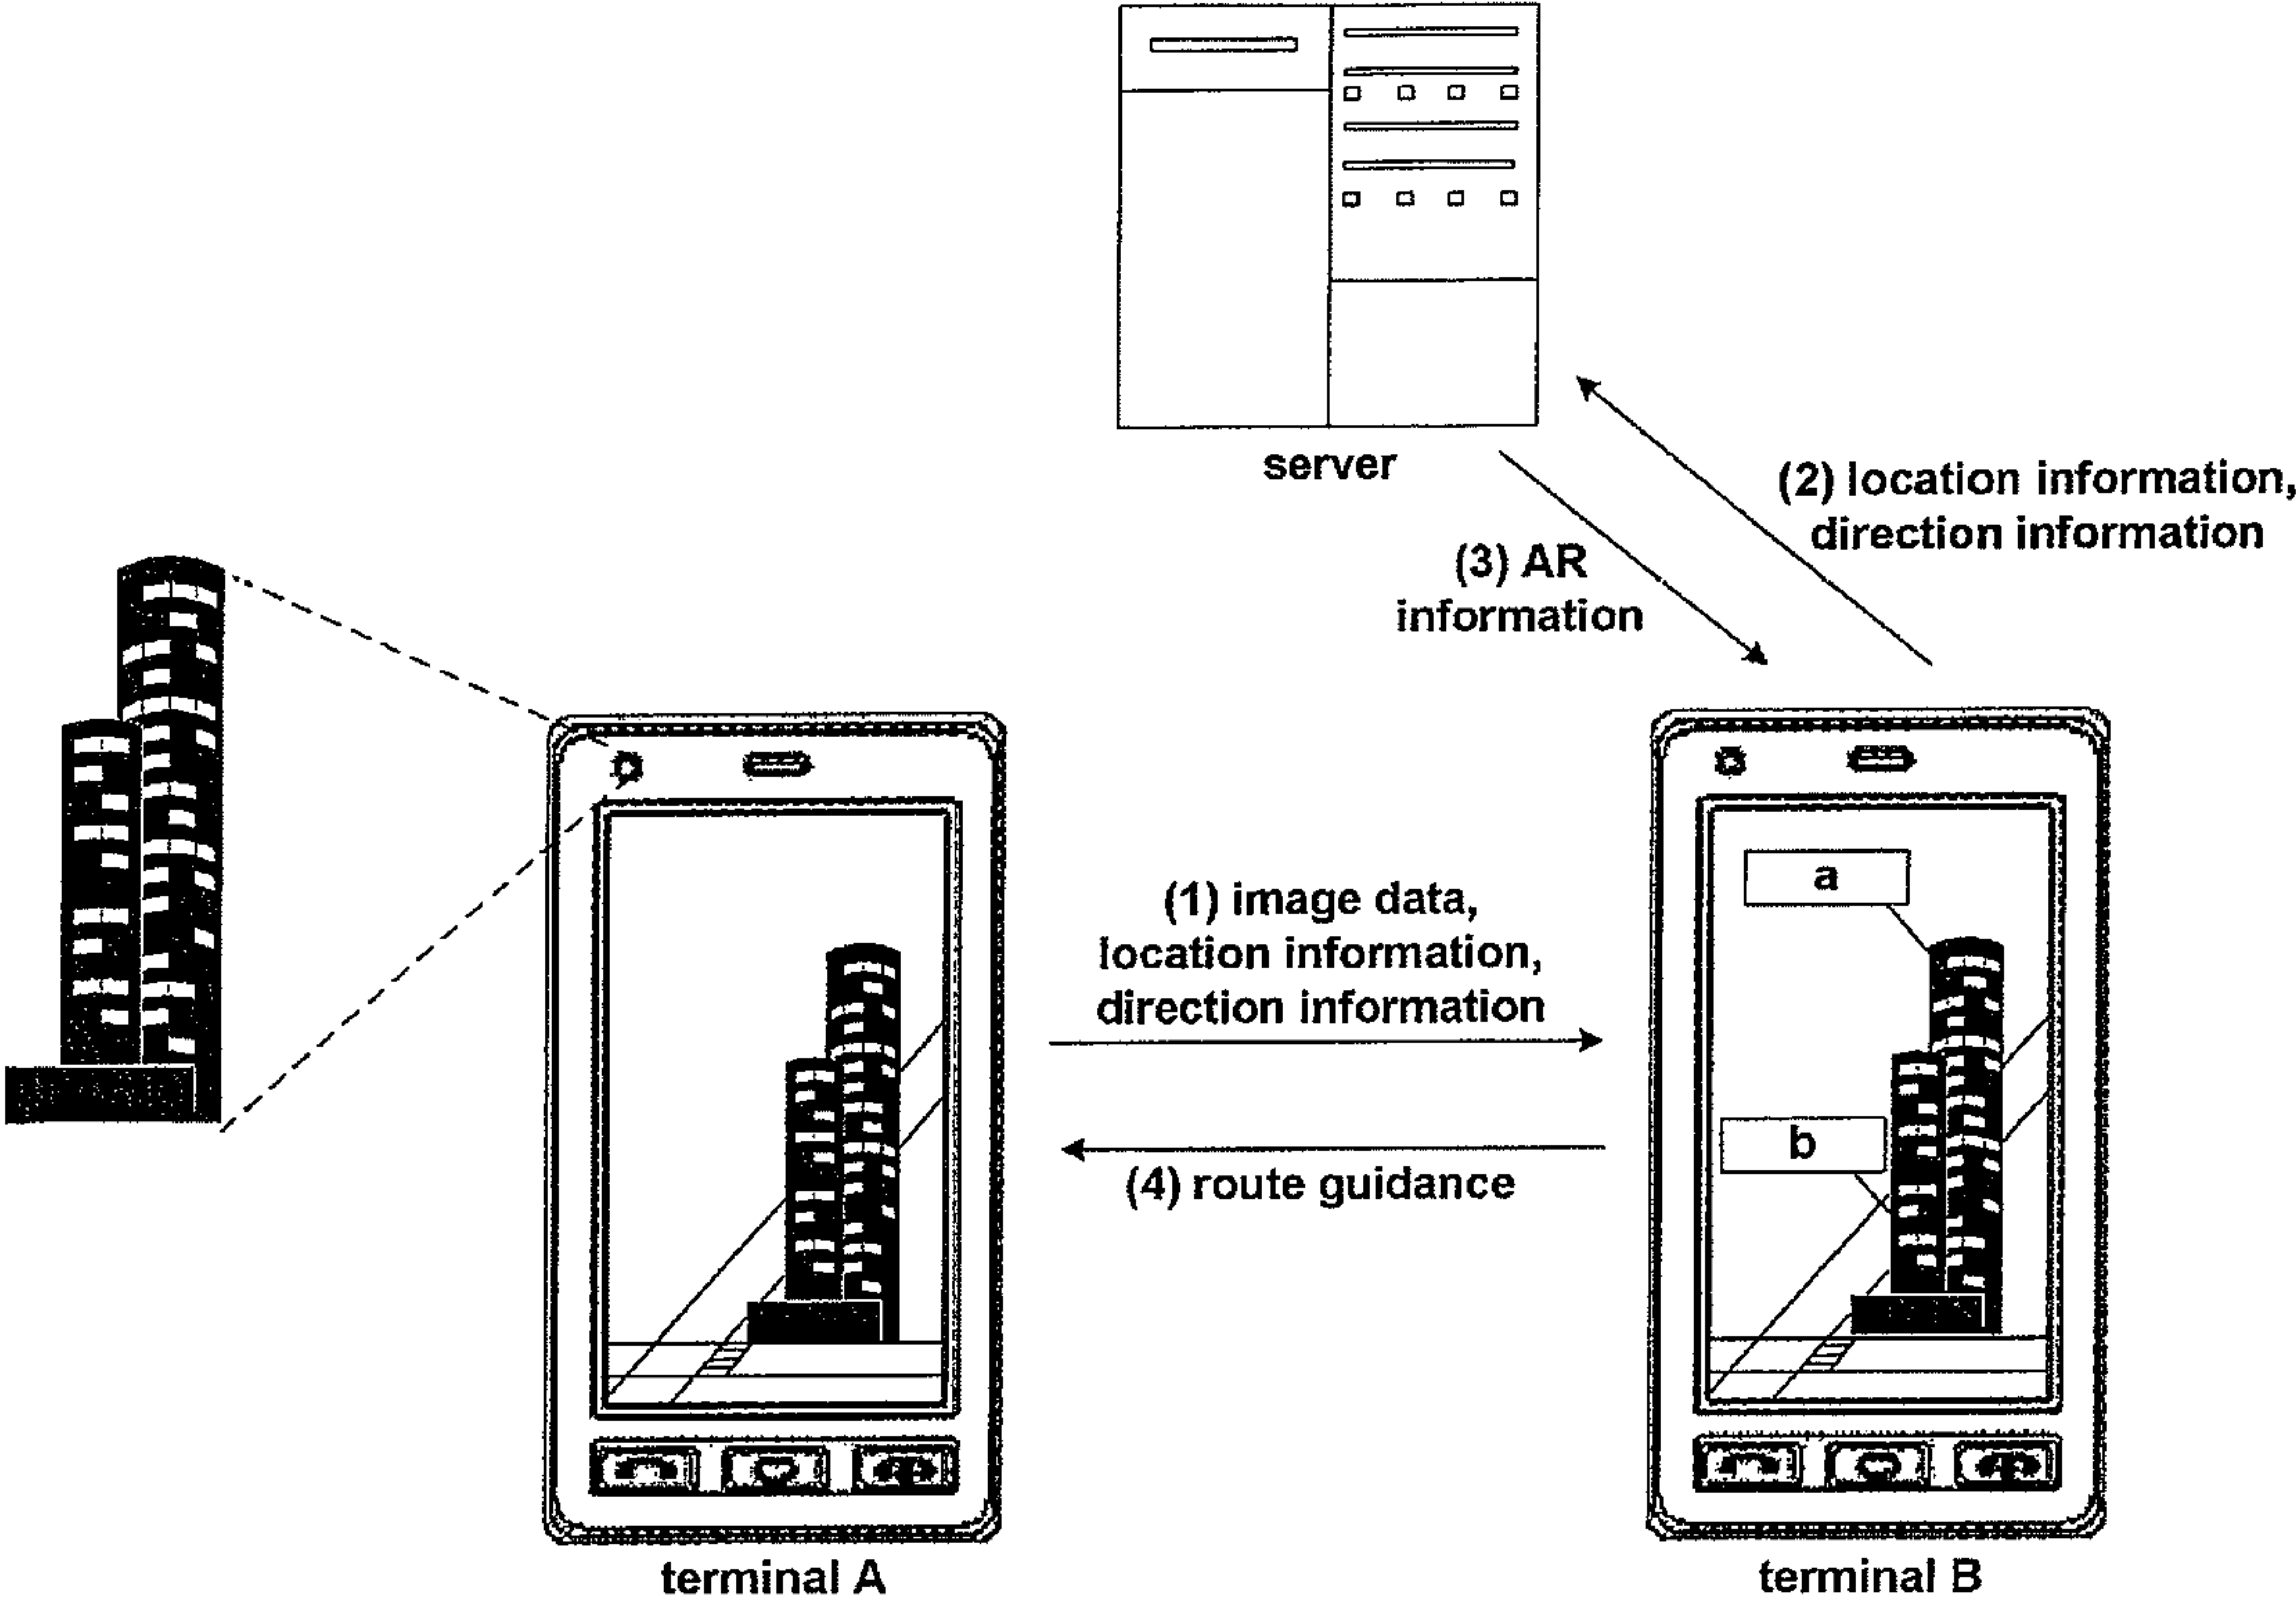 server
(2) location information,
direction information
(3) AR
information
(1) image data,
location information,
direction information
(4) route guidance
a
b
terminal A
terminal B